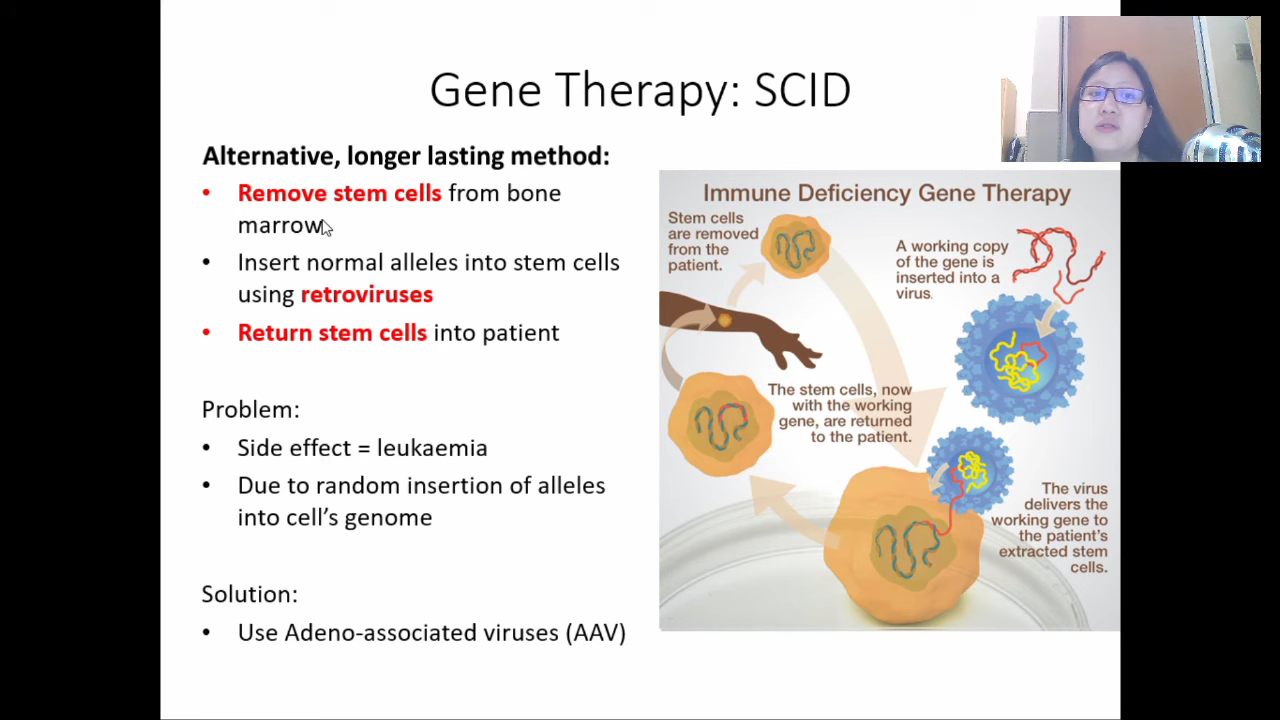 Gene Therapy: SCID
Alternative, longer lasting method:
• Remove stem cells from bone
marrow
• Insert normal alleles into stem cells
using retroviruses
• Return stem cells into patient
Problem:
• Side effect = leukaemia
• Due to random insertion of alleles
into cell’s genome
Solution:
• Use Adeno-associated viruses (AAV)
Immune Deficiency Gene Therapy
Stem cells
are removed
from the
patient.
A working copy
of the gene is
inserted into a
virus.
The stem cells, now
with the working
gene, are returned
to the patient.
The virus
delivers the
working gene to
the patient’s
extracted stem
cells.